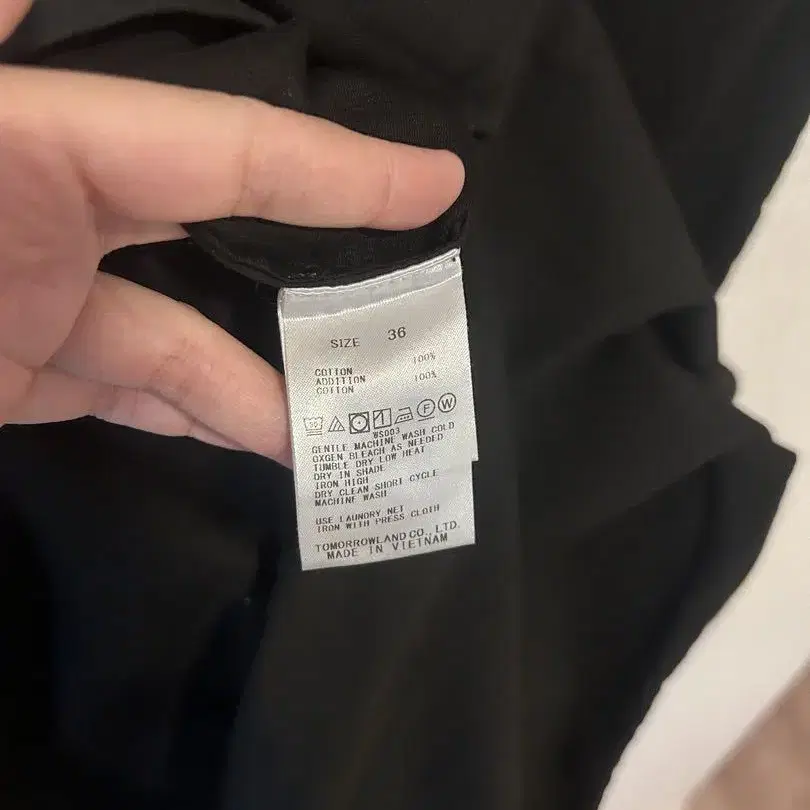 SIZE 36
100%
COTTON
ADDITION 100%
COTTON
30 F W
WS003
GENTLE MACHINE WASH COLD
OXGEN BLEACH AS NEEDED
TUMBLE DRY LOW HEAT
DRY IN SHADE
IRON HIGH
DRY CLEAN SHORT CYCLE
MACHINE WASH
USE LAUNDRY NET
IRON WITH PRESS CLOTH
TOMORROWLAND CO., LTD.
MADE IN VIETNAM